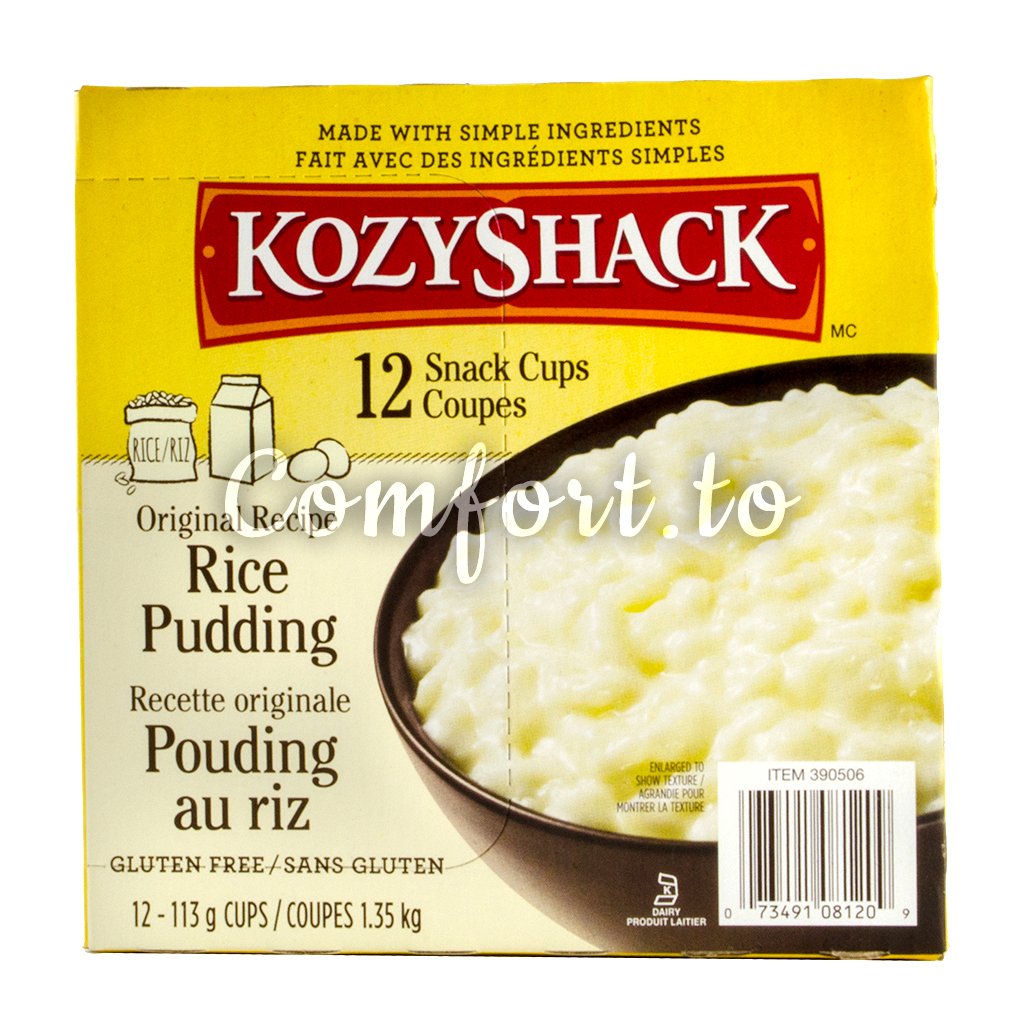 MADE WITH SIMPLE INGREDIENTS
FAIT AVEC DES INGRÉDIENTS SIMPLES
KOZYSHACK
MC
12 Snack Cups
Coupes
RICE/RIZ
Comfort.to
Original Recipe
Rice
Pudding
Recette originale
Pouding
au riz
GLUTEN FREE/SANS GLUTEN
12 - 113 g CUPS / COUPES 1.35 kg
ENLARGED TO
SHOW TEXTURE /
AGRANDIE POUR
MONTRER LA TEXTURE
K
DAIRY
PRODUIT LAITIER
ITEM 390506
0 73491 08120 9